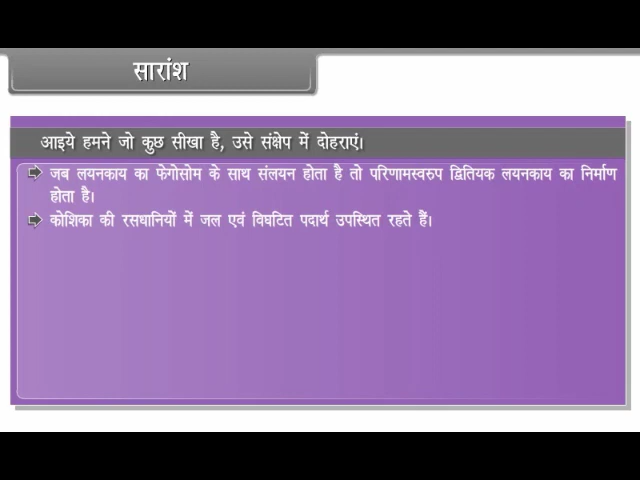 सारांश
आइये हमने जो कुछ सीखा है, उसे संक्षेप में दोहराएं।
जब लयनकाय का फेगोसोम के साथ संलयन होता है तो परिणामस्वरुप द्वितियक लयनकाय का निर्माण
होता है।
कोशिका की रसधानियों में जल एवं विघटित पदार्थ उपस्थित रहते हैं।